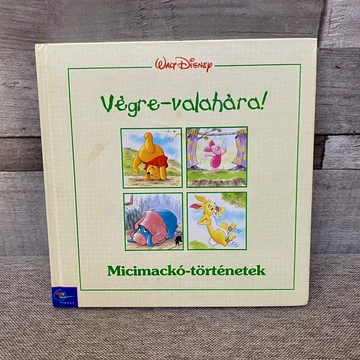 Walt Disney
Végre-valahára!
Micimackó-történetek